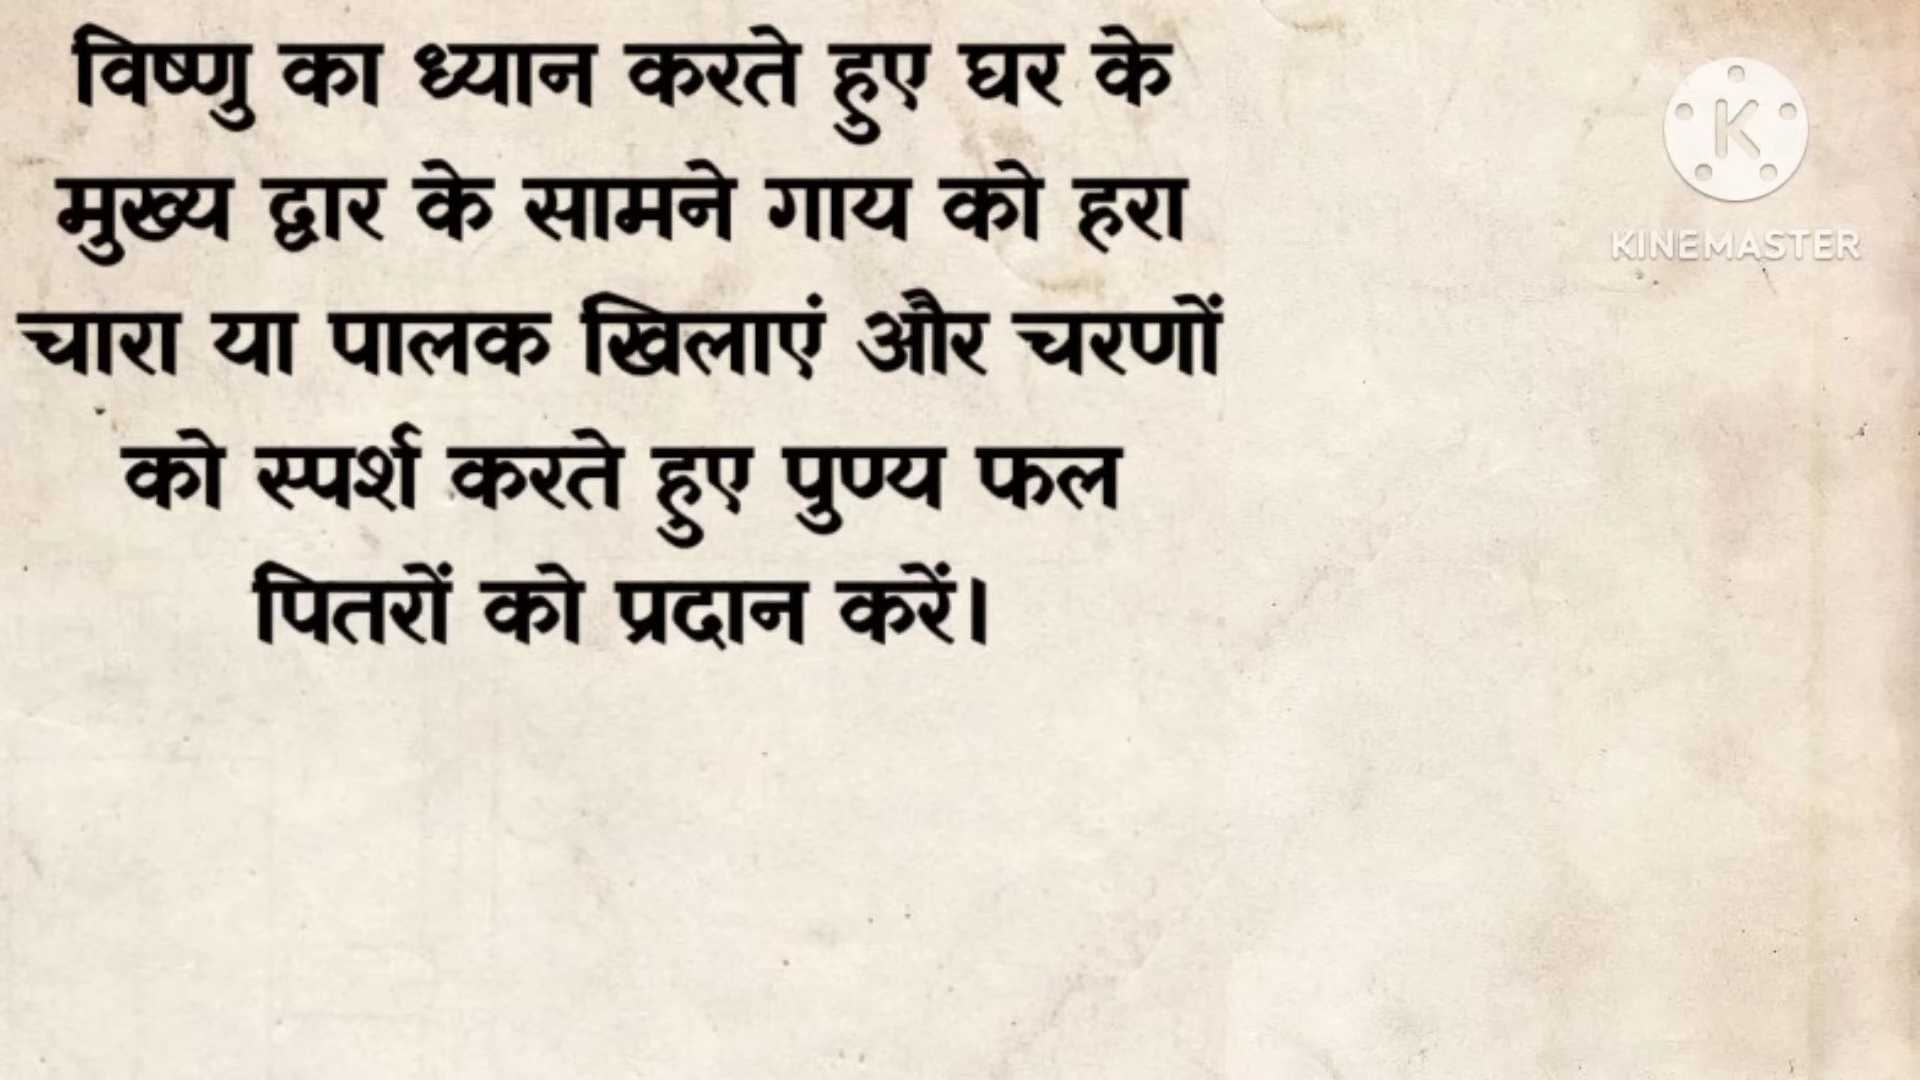 विष्णु का ध्यान करते हुए घर के
मुख्य द्वार के सामने गाय को हरा
चारा या पालक खिलाएं और चरणों
को स्पर्श करते हुए पुण्य फल
पितरों को प्रदान करें।
K
KINEMASTER